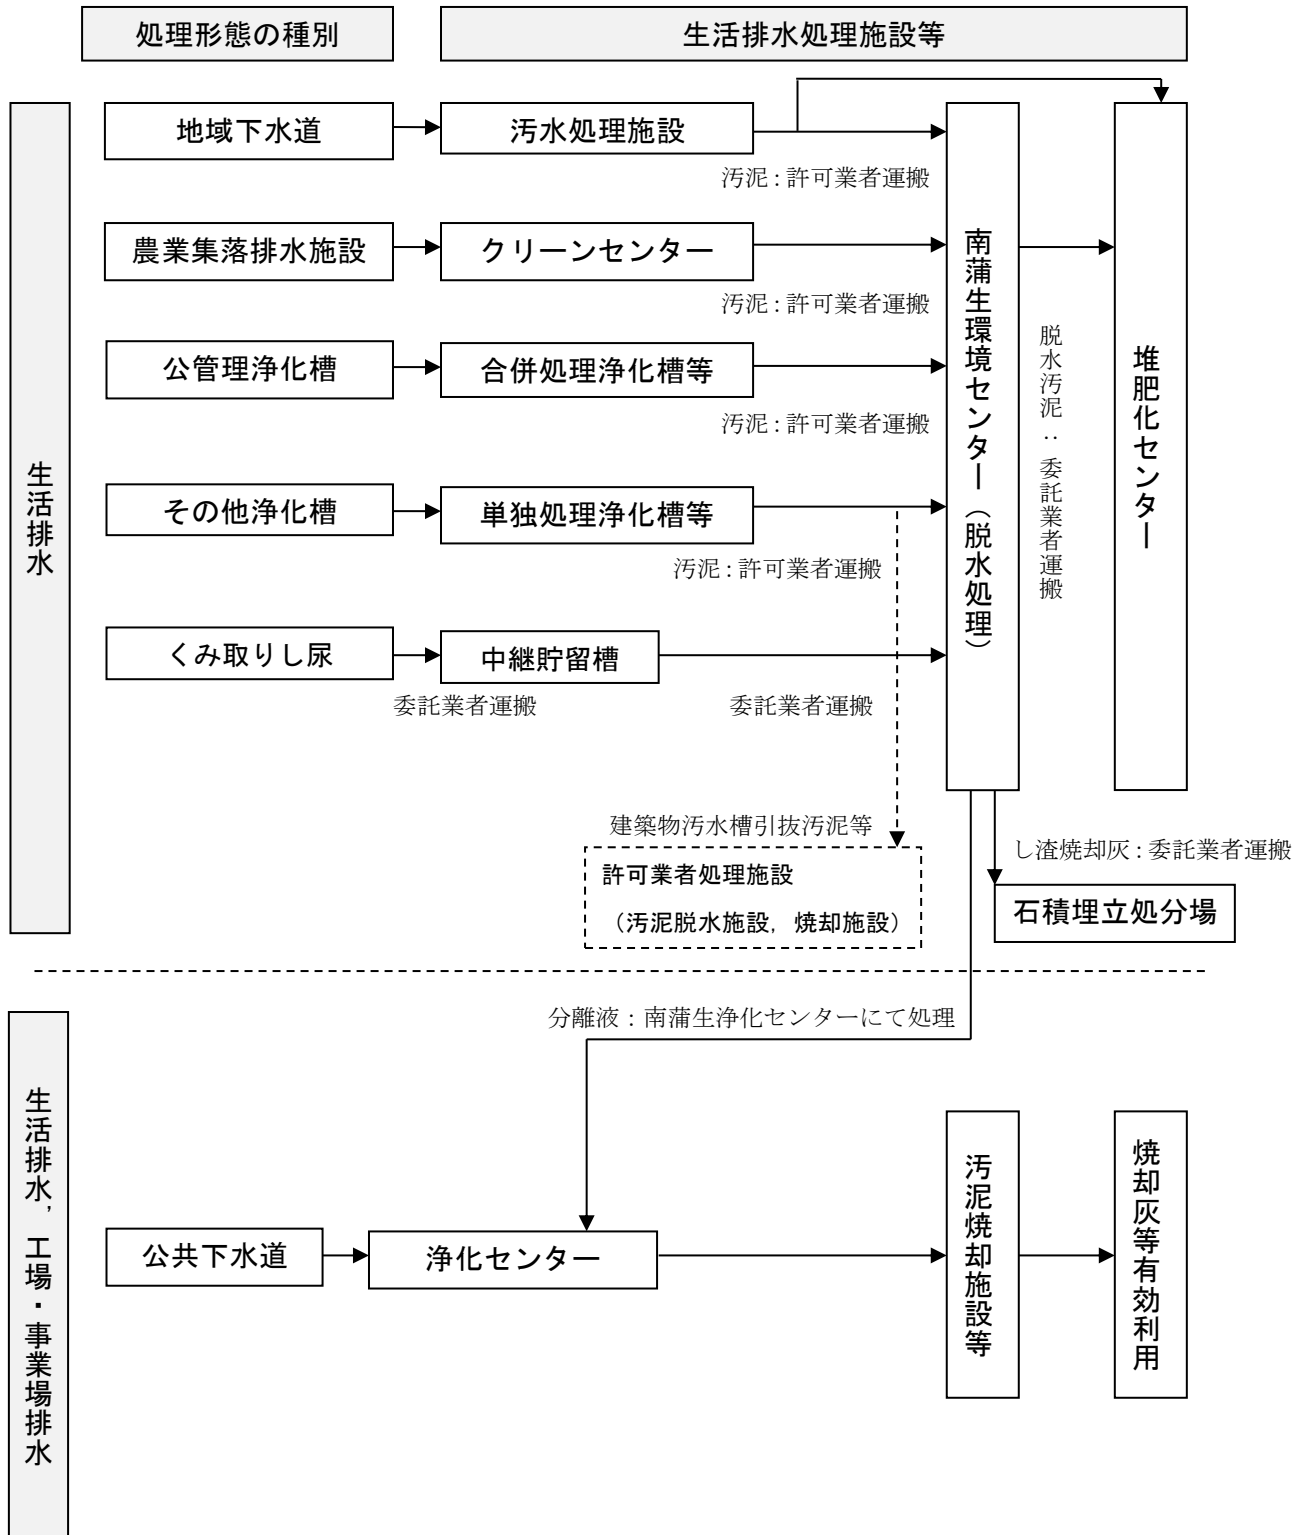 処理形態の種別
生活排水処理施設等
生活排水
地域下水道
汚水処理施設
汚泥：許可業者運搬
農業集落排水施設
クリーンセンター
汚泥：許可業者運搬
公管理浄化槽
合併処理浄化槽等
汚泥：許可業者運搬
その他浄化槽
単独処理浄化槽等
汚泥：許可業者運搬
くみ取りし尿
中継貯留槽
委託業者運搬
委託業者運搬
南蒲生環境センター（脱水処理）
脱水汚泥：委託業者運搬
堆肥化センター
建築物汚水槽引抜汚泥等
許可業者処理施設
（汚泥脱水施設，焼却施設）
し渣焼却灰：委託業者運搬
石積埋立処分場
分離液：南蒲生浄化センターにて処理
生活排水，工場・事業場排水
公共下水道
浄化センター
汚泥焼却施設等
焼却灰等有効利用